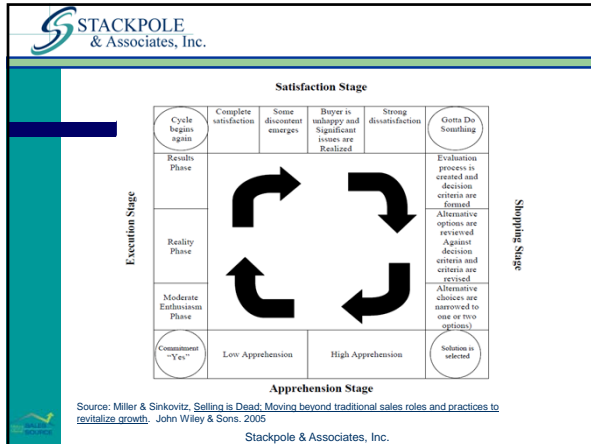 STACKPOLE
& Associates, Inc.
Satisfaction Stage
Cycle
begins
again
Complete
satisfaction
Some
discontent
emerges
Buyer is
unhappy and
Significant
issues are
Realized
Strong
dissatisfaction
Gotta Do
Somthing
Results
Phase
Evaluation
process is
created and
decision
criteria are
formed
Execution Stage
Shopping Stage
Reality
Phase
Alternative
options are
reviewed
Against
decision
criteria and
criteria are
revised
Moderate
Enthusiasm
Phase
Alternative
choices are
narrowed to
one or two
options)
Commitment
"Yes"
Low Apprehension
High Apprehension
Solution is
selected
Apprehension Stage
Source: Miller & Sinkovitz, Selling is Dead; Moving beyond traditional sales roles and practices to
revitalize growth. John Wiley & Sons. 2005
SALES
SOURCE
Stackpole & Associates, Inc.